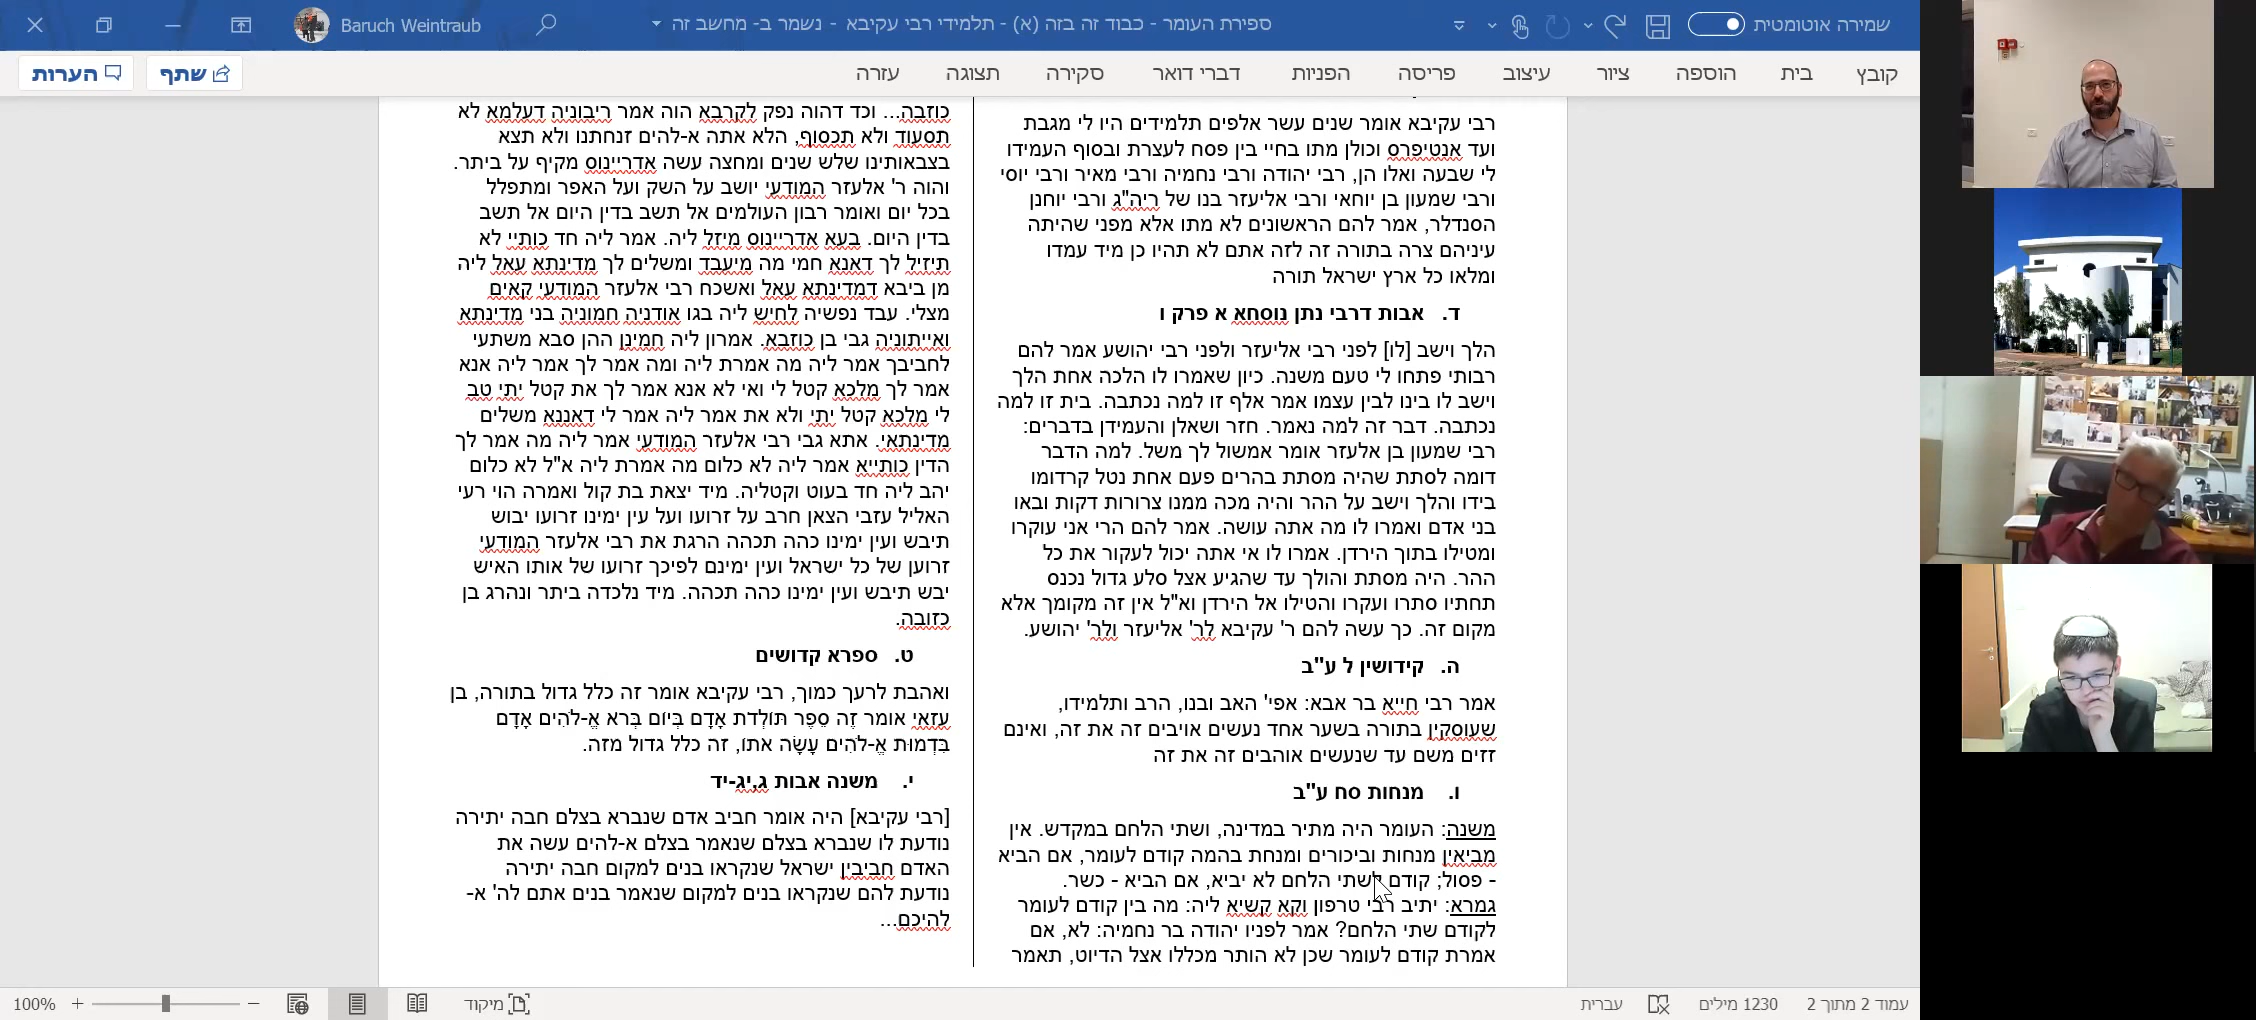 שמירה אוטומטית
ספירת העומר - כבוד זה בזה (א) - תלמידי רבי עקיבא - נשמר ב- מחשב זה
Baruch Weintraub
קובץ בית הוספה ציור עיצוב פריסה הפניות דברי דואר סקירה תצוגה עזרה
שתף
הערות
רבי עקיבא אומר שנים עשר אלפים תלמידים היו לי מגבת
ועד אנטיפרס וכולן מתו בחיי בין פסח לעצרת ובסוף העמידו
לי שבעה ואלו הן, רבי יהודה ורבי נחמיה ורבי מאיר ורבי יוסי
ורבי שמעון בן יוחאי ורבי אליעזר בנו של ריה"ג ורבי יוחנן
הסנדלר, אמר להם הראשונים לא מתו אלא מפני שהיתה
עיניהם צרה בתורה זה לזה אתם לא תהיו כן מיד עמדו
ומלאו כל ארץ ישראל תורה
ד. אבות דרבי נתן נוסחא א פרק ו
הלך וישב [לו] לפני רבי אליעזר ולפני רבי יהושע אמר להם
רבותי פתחו לי טעם משנה. כיון שאמרו לו הלכה אחת הלך
וישב לו בינו לבין עצמו אמר אלף זו למה נכתבה. בית זו למה
נכתבה. דבר זה למה נאמר. חזר ושאלן והעמידן בדברים:
רבי שמעון בן אלעזר אומר אמשול לך משל. למה הדבר
דומה לסתת שהיה מסתת בהרים פעם אחת נטל קרדומו
בידו והלך וישב על ההר והיה מכה ממנו צרורות דקות ובאו
בני אדם ואמרו לו מה אתה עושה. אמר להם הרי אני עוקרו
ומטילו בתוך הירדן. אמרו לו אי אתה יכול לעקור את כל
ההר. היה מסתת והולך עד שהגיע אצל סלע גדול נכנס
תחתיו סתרו ועקרו והטילו אל הירדן וא"ל אין זה מקומך אלא
מקום זה. כך עשה להם ר' עקיבא לר' אליעזר ולר' יהושע.
ה. קידושין ל ע"ב
אמר רבי חייא בר אבא: אפי' האב ובנו, הרב ותלמידו,
שעוסקין בתורה בשער אחד נעשים אויבים זה את זה, ואינם
זזים משם עד שנעשים אוהבים זה את זה
ו. מנחות סח ע"ב
משנה: העומר היה מתיר במדינה, ושתי הלחם במקדש. אין
מביאין מנחות וביכורים ומנחת בהמה קודם לעומר, אם הביא
- פסול; קודם לשתי הלחם לא יביא, אם הביא - כשר.
גמרא: יתיב רבי טרפון וקא קשיא ליה: מה בין קודם לעומר
לקודם שתי הלחם? אמר לפניו יהודה בר נחמיה: לא, אם
אמרת קודם לעומר שכן לא הותר מכללו אצל הדיוט, תאמר
כוזבה... וכד דהוה נפק לקרבא הוה אמר ריבוניה דעלמא לא
תסעוד ולא תכסוף, הלא אתה א-להים זנחתנו ולא תצא
בצבאותינו שלש שנים ומחצה עשה אדריינוס מקיף על ביתר.
והוה ר' אלעזר המודעי יושב על השק ועל האפר ומתפלל
בכל יום ואומר רבון העולמים אל תשב בדין היום אל תשב
בדין היום. בעא אדריינוס מיזל ליה. אמר ליה חד כותיי לא
תיזיל לך דאנא חמי מה מיעבד ומשלים לך מדינתא עאל ליה
מן ביבא דמדינתא עאל ואשכח רבי אלעזר המודעי קאים
מצלי. עבד נפשיה לחיש ליה בגו אודניה חמוניה בני מדינתא
ואייתוניה גבי בן כוזבא. אמרון ליה חמינן ההן סבא משתעי
לחביבך אמר ליה מה אמרת ליה ומה אמר לך אמר ליה אנא
אמר לך מלכא קטל לי ואי לא אנא אמר לך את קטל יתי טב
לי מלכא קטל יתי ולא את אמר ליה אמר לי דאננא משלים
מדינתאי. אתא גבי רבי אלעזר המודעי אמר ליה מה אמר לך
הדין כותייא אמר ליה לא כלום מה אמרת ליה א"ל לא כלום
יהב ליה חד בעוט וקטליה. מיד יצאת בת קול ואמרה הוי רעי
האליל עזבי הצאן חרב על זרועו ועל עין ימינו זרועו יבוש
תיבש ועין ימינו כהה תכהה הרגת את רבי אלעזר המודעי
זרוען של כל ישראל ועין ימינם לפיכך זרועו של אותו האיש
יבש תיבש ועין ימינו כהה תכהה. מיד נלכדה ביתר ונהרג בן
כזובה.
ט. ספרא קדושים
ואהבת לרעך כמוך, רבי עקיבא אומר זה כלל גדול בתורה, בן
עזאי אומר זֶה סֵפֶר תּוֹלְדֹת אָדָם בְּיוֹם בְּרֹא אֱ-לֹהִים אָדָם
בִּדְמוּת אֱ-לֹהִים עָשָׂה אֹתוֹ, זה כלל גדול מזה.
י. משנה אבות ג,יג-יד
[רבי עקיבא] היה אומר חביב אדם שנברא בצלם חבה יתירה
נודעת לו שנברא בצלם שנאמר בצלם א-להים עשה את
האדם חביבין ישראל שנקראו בנים למקום חבה יתירה
נודעת להם שנקראו בנים למקום שנאמר בנים אתם לה' א-
להיכם...
עמוד 2 מתוך 2
1230 מילים
עברית
מיקוד
100%